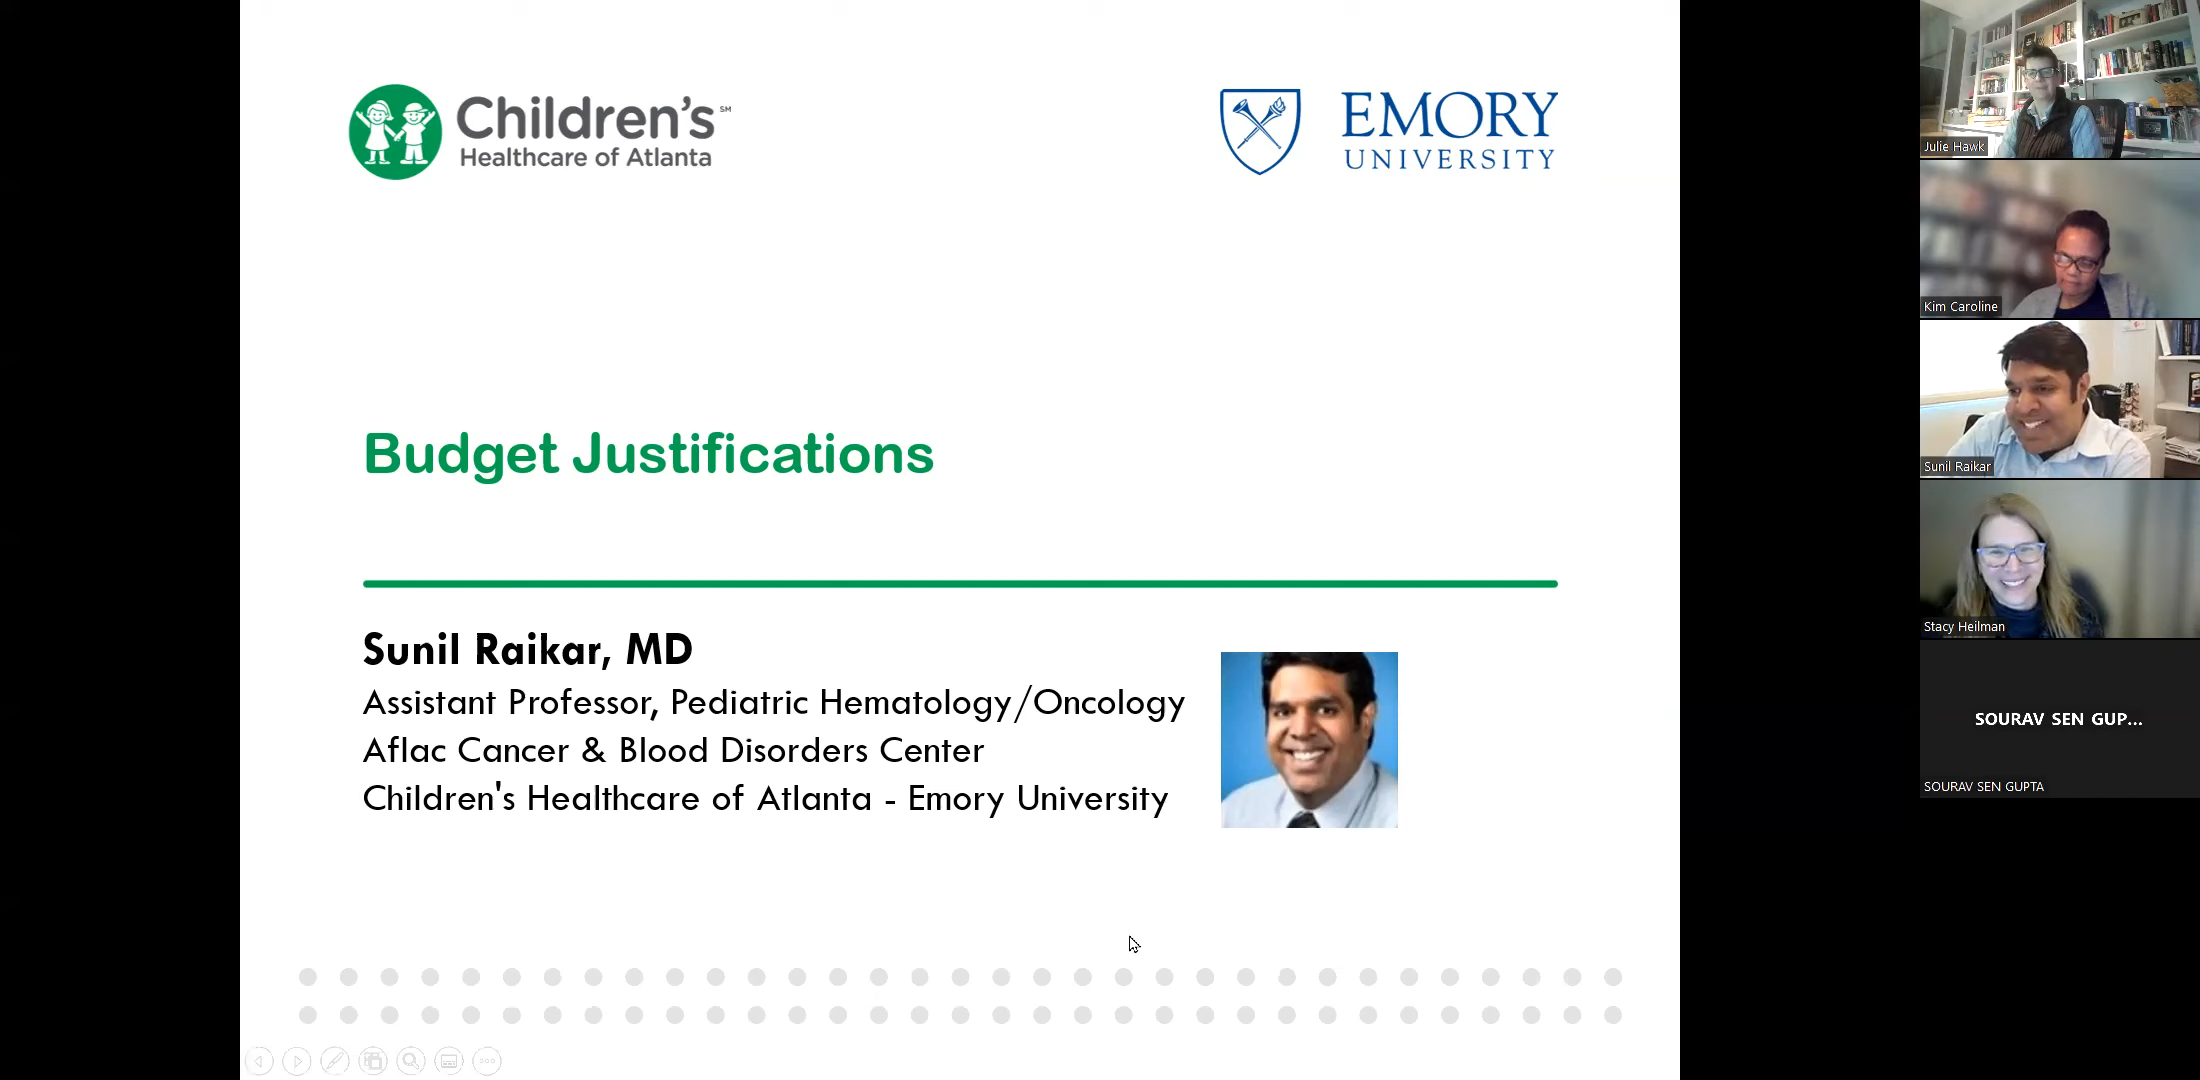 Children's℠
Healthcare of Atlanta
EMORY
UNIVERSITY
Budget Justifications
Sunil Raikar, MD
Assistant Professor, Pediatric Hematology/Oncology
Aflac Cancer & Blood Disorders Center
Children's Healthcare of Atlanta - Emory University
Julie Hawk
Kim Caroline
Sunil Raikar
Stacy Heilman
SOURAV SEN GUP...
SOURAV SEN GUPTA